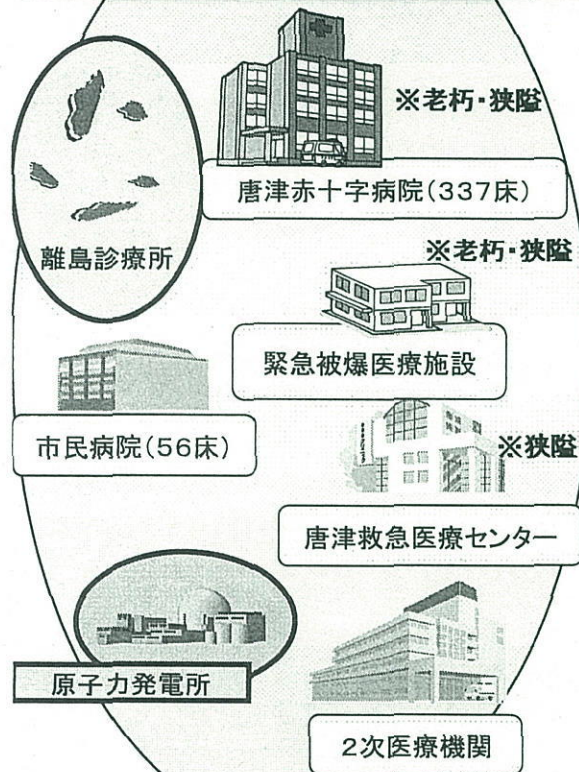 ※老朽・狭隘
唐津赤十字病院(337床)
離島診療所
※老朽・狭隘
緊急被爆医療施設
市民病院(56床)
※狭隘
唐津救急医療センター
原子力発電所
2次医療機関